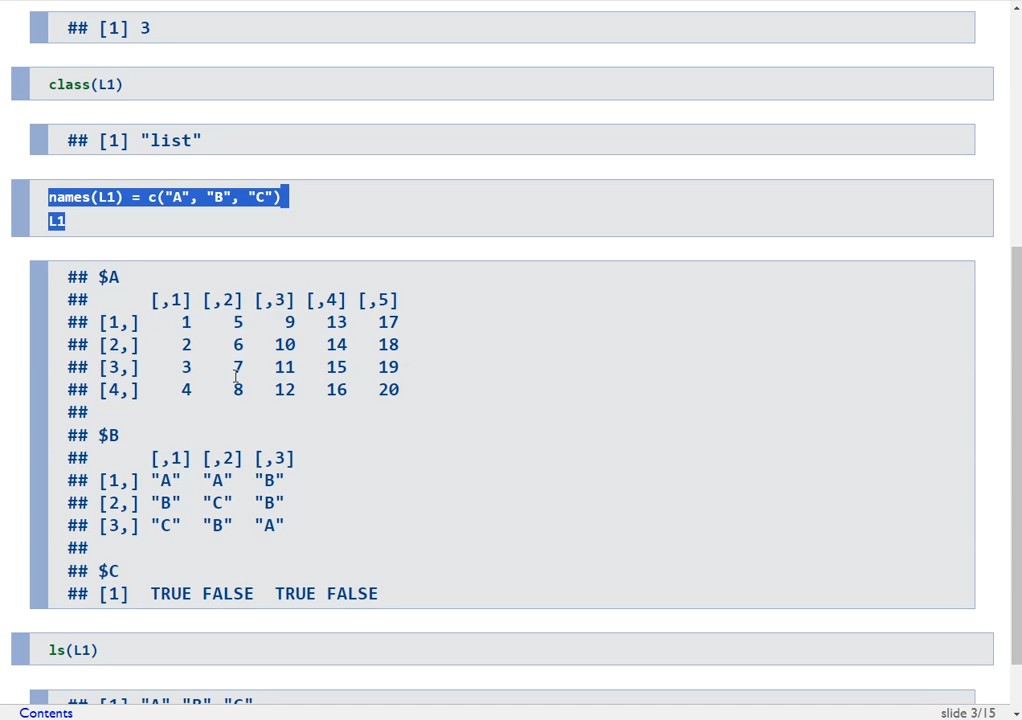 ## [1] 3
class(L1)
## [1] "list"
names(L1) = c("A", "B", "C")
L1
## $A
##      [,1] [,2] [,3] [,4] [,5]
## [1,]    1    5    9   13   17
## [2,]    2    6   10   14   18
## [3,]    3    7   11   15   19
## [4,]    4    8   12   16   20
##
## $B
##      [,1] [,2] [,3]
## [1,] "A"  "A"  "B"
## [2,] "B"  "C"  "B"
## [3,] "C"  "B"  "A"
##
## $C
## [1]  TRUE FALSE  TRUE FALSE
ls(L1)
## [1] "A" "B" "C"
Contents
slide 3/15